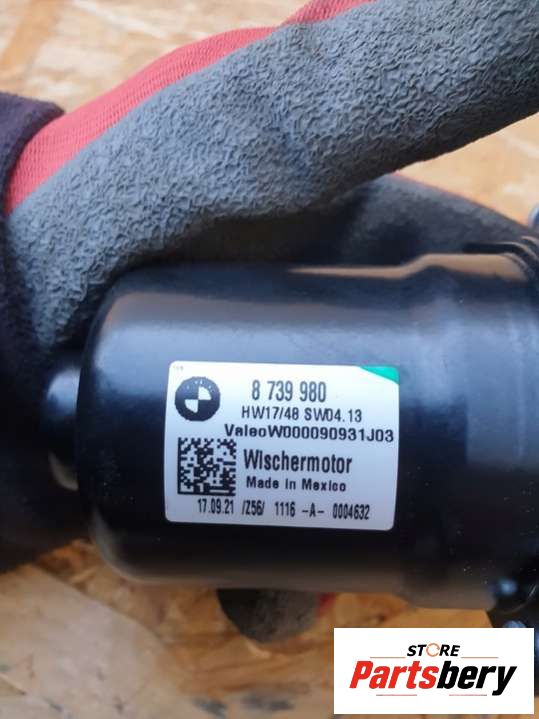 8 739 980
HW17/48 SW04.13
ValeoW000090931J03
Wischermotor
Made in Mexico
17.09.21 /Z56/ 1116 -A- 0004632
STORE
Partsbery